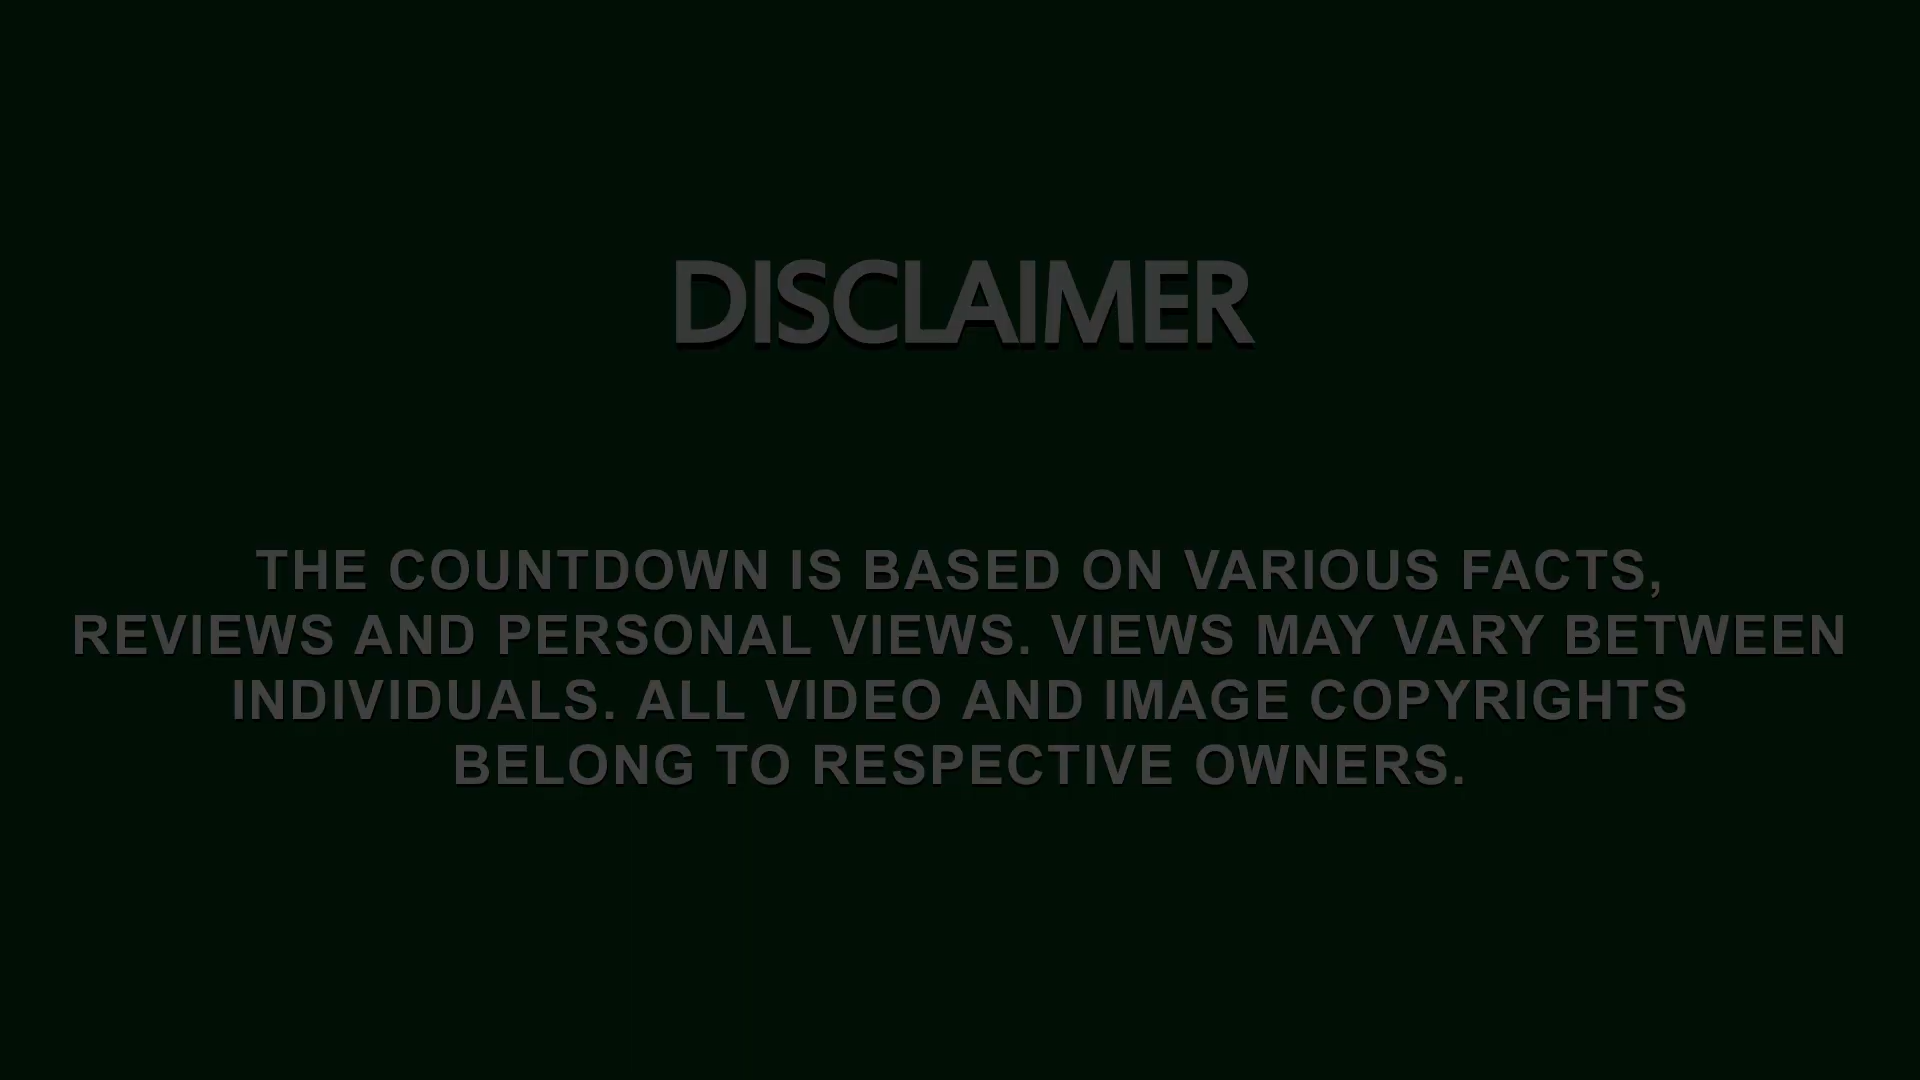 DISCLAIMER
THE COUNTDOWN IS BASED ON VARIOUS FACTS,
REVIEWS AND PERSONAL VIEWS. VIEWS MAY VARY BETWEEN
INDIVIDUALS. ALL VIDEO AND IMAGE COPYRIGHTS
BELONG TO RESPECTIVE OWNERS.